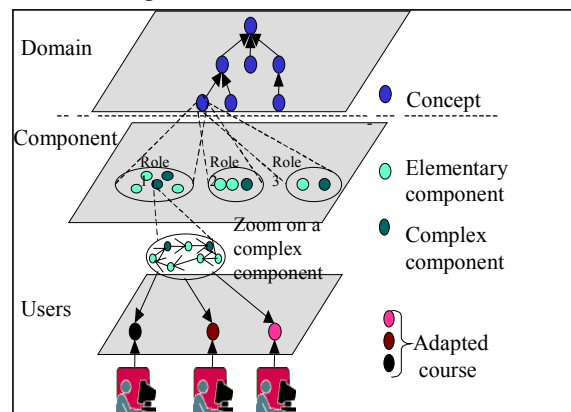 Domain
Concept
Component
Role
1
Role
2
Role
3
Elementary
component
Complex
component
Zoom on a
complex
component
Users
Adapted
course